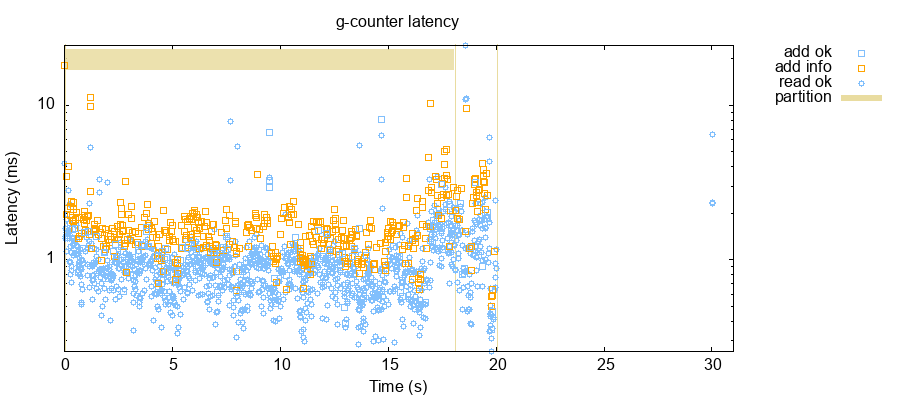 g-counter latency
add ok
add info
read ok
partition
10
1
Latency (ms)
0 5 10 15 20 25 30
Time (s)